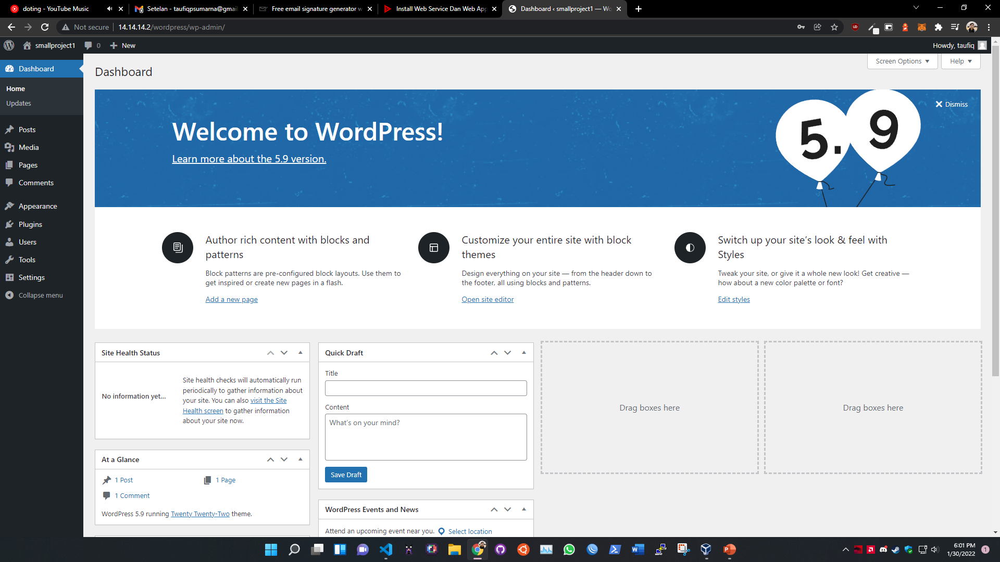 doting - YouTube Music
Setelan - taufiqpsumarna@gmail
Free email signature generator w
Install Web Service Dan Web App
Dashboard ‹ smallproject1 — Wo
Not secure
14.14.14.2/wordpress/wp-admin/
smallproject1
0
New
Howdy, taufiq
Dashboard
Home
Updates
Posts
Media
Pages
Comments
Appearance
Plugins
Users
Tools
Settings
Collapse menu
Screen Options
Help
Dashboard
Welcome to WordPress!
Learn more about the 5.9 version.
5.9
Dismiss
Author rich content with blocks and
patterns
Block patterns are pre-configured block layouts. Use them to
get inspired or create new pages in a flash.
Add a new page
Customize your entire site with block
themes
Design everything on your site — from the header down to
the footer, all using blocks and patterns.
Open site editor
Switch up your site’s look & feel with
Styles
Tweak your site, or give it a whole new look! Get creative —
how about a new color palette or font?
Edit styles
Site Health Status
No information yet…
Site health checks will automatically run
periodically to gather information about
your site. You can also visit the Site
Health screen to gather information
about your site now.
At a Glance
1 Post
1 Page
1 Comment
WordPress 5.9 running Twenty Twenty-Two theme.
Quick Draft
Title
Content
What’s on your mind?
Save Draft
WordPress Events and News
Attend an upcoming event near you.
Select location
Drag boxes here
Drag boxes here
6:01 PM
1/30/2022
1